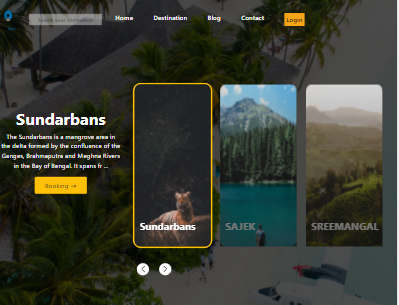 Search your Destination
Home
Destination
Blog
Contact
Login
Sundarbans
The Sundarbans is a mangrove area in
the delta formed by the confluence of the
Ganges, Brahmaputra and Meghna Rivers
in the Bay of Bengal. It spans fr ...
Booking →
Sundarbans
SAJEK
SREEMANGAL